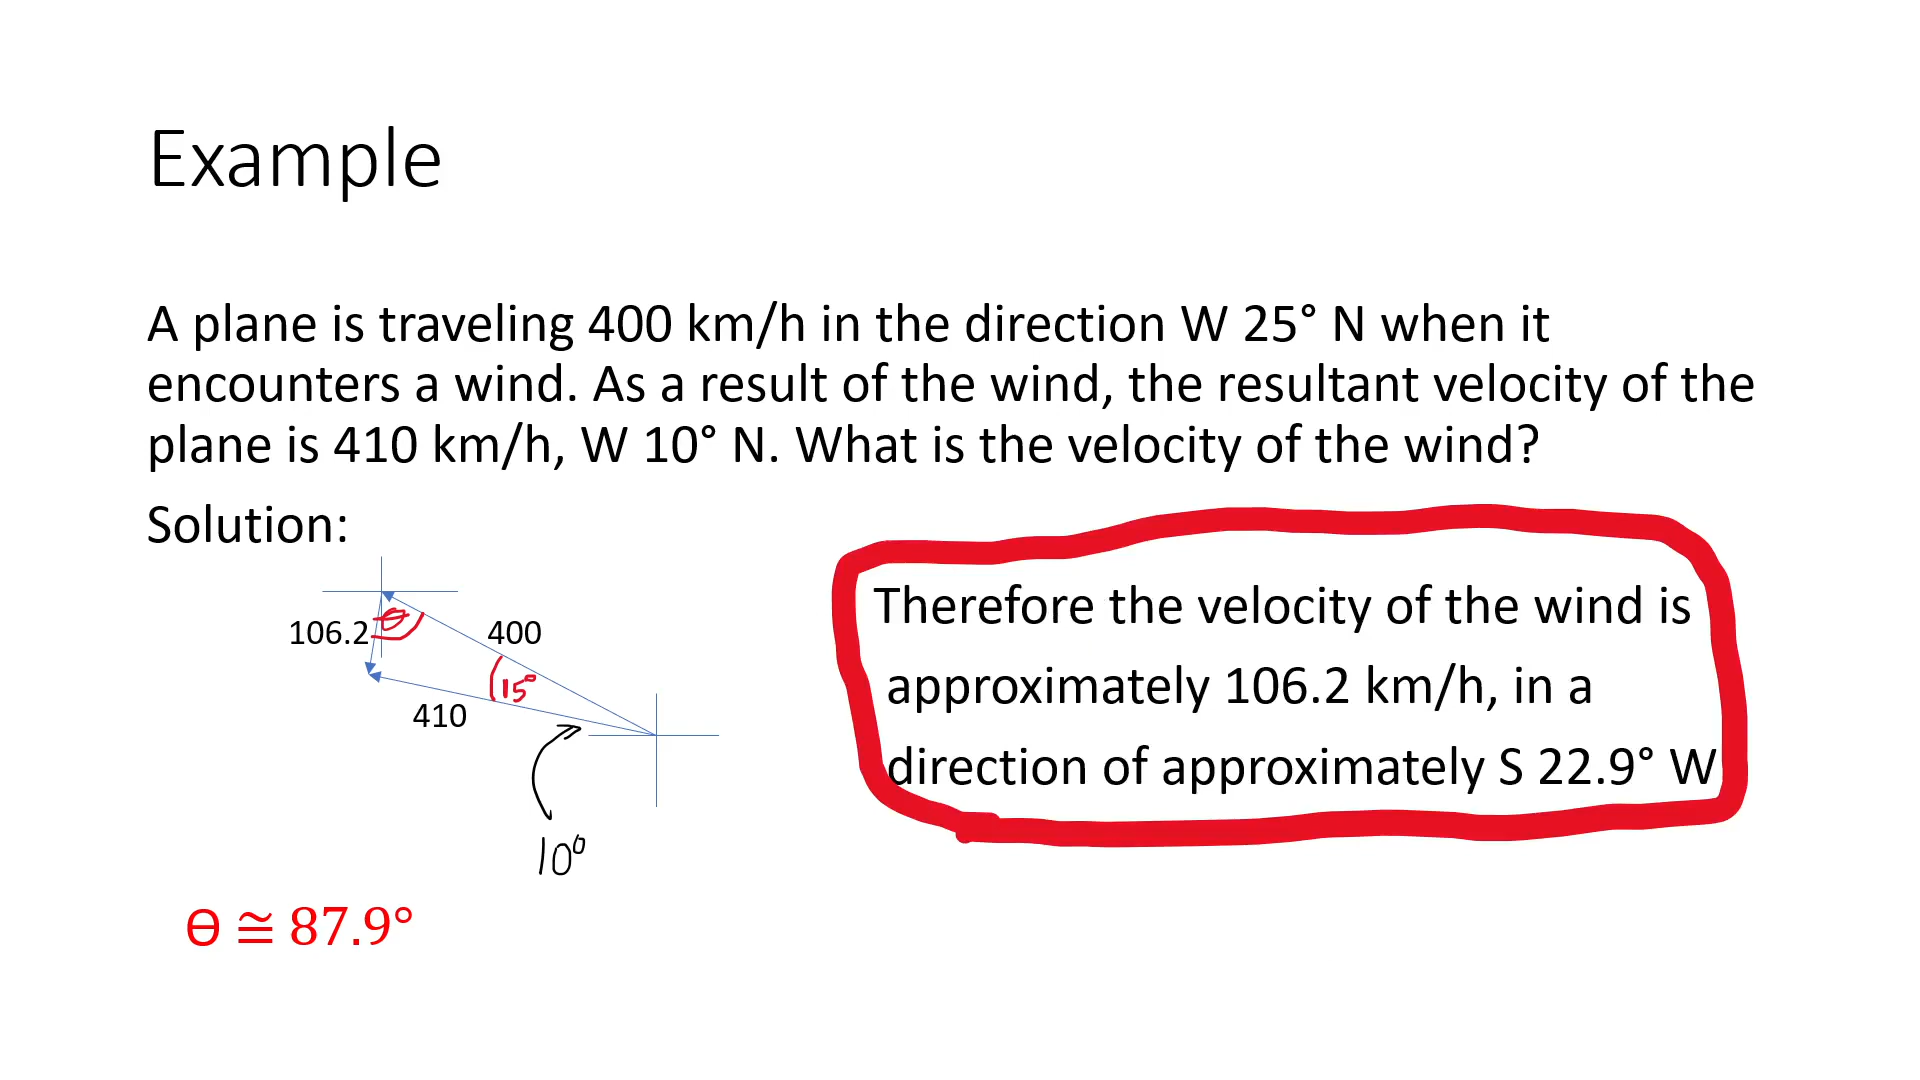 Example
A plane is traveling 400 km/h in the direction W 25° N when it
encounters a wind. As a result of the wind, the resultant velocity of the
plane is 410 km/h, W 10° N. What is the velocity of the wind?
Solution:
Therefore the velocity of the wind is
approximately 106.2 km/h, in a
direction of approximately S 22.9° W
106.2
θ
400
15°
410
10°
ϴ ≅ 87.9°